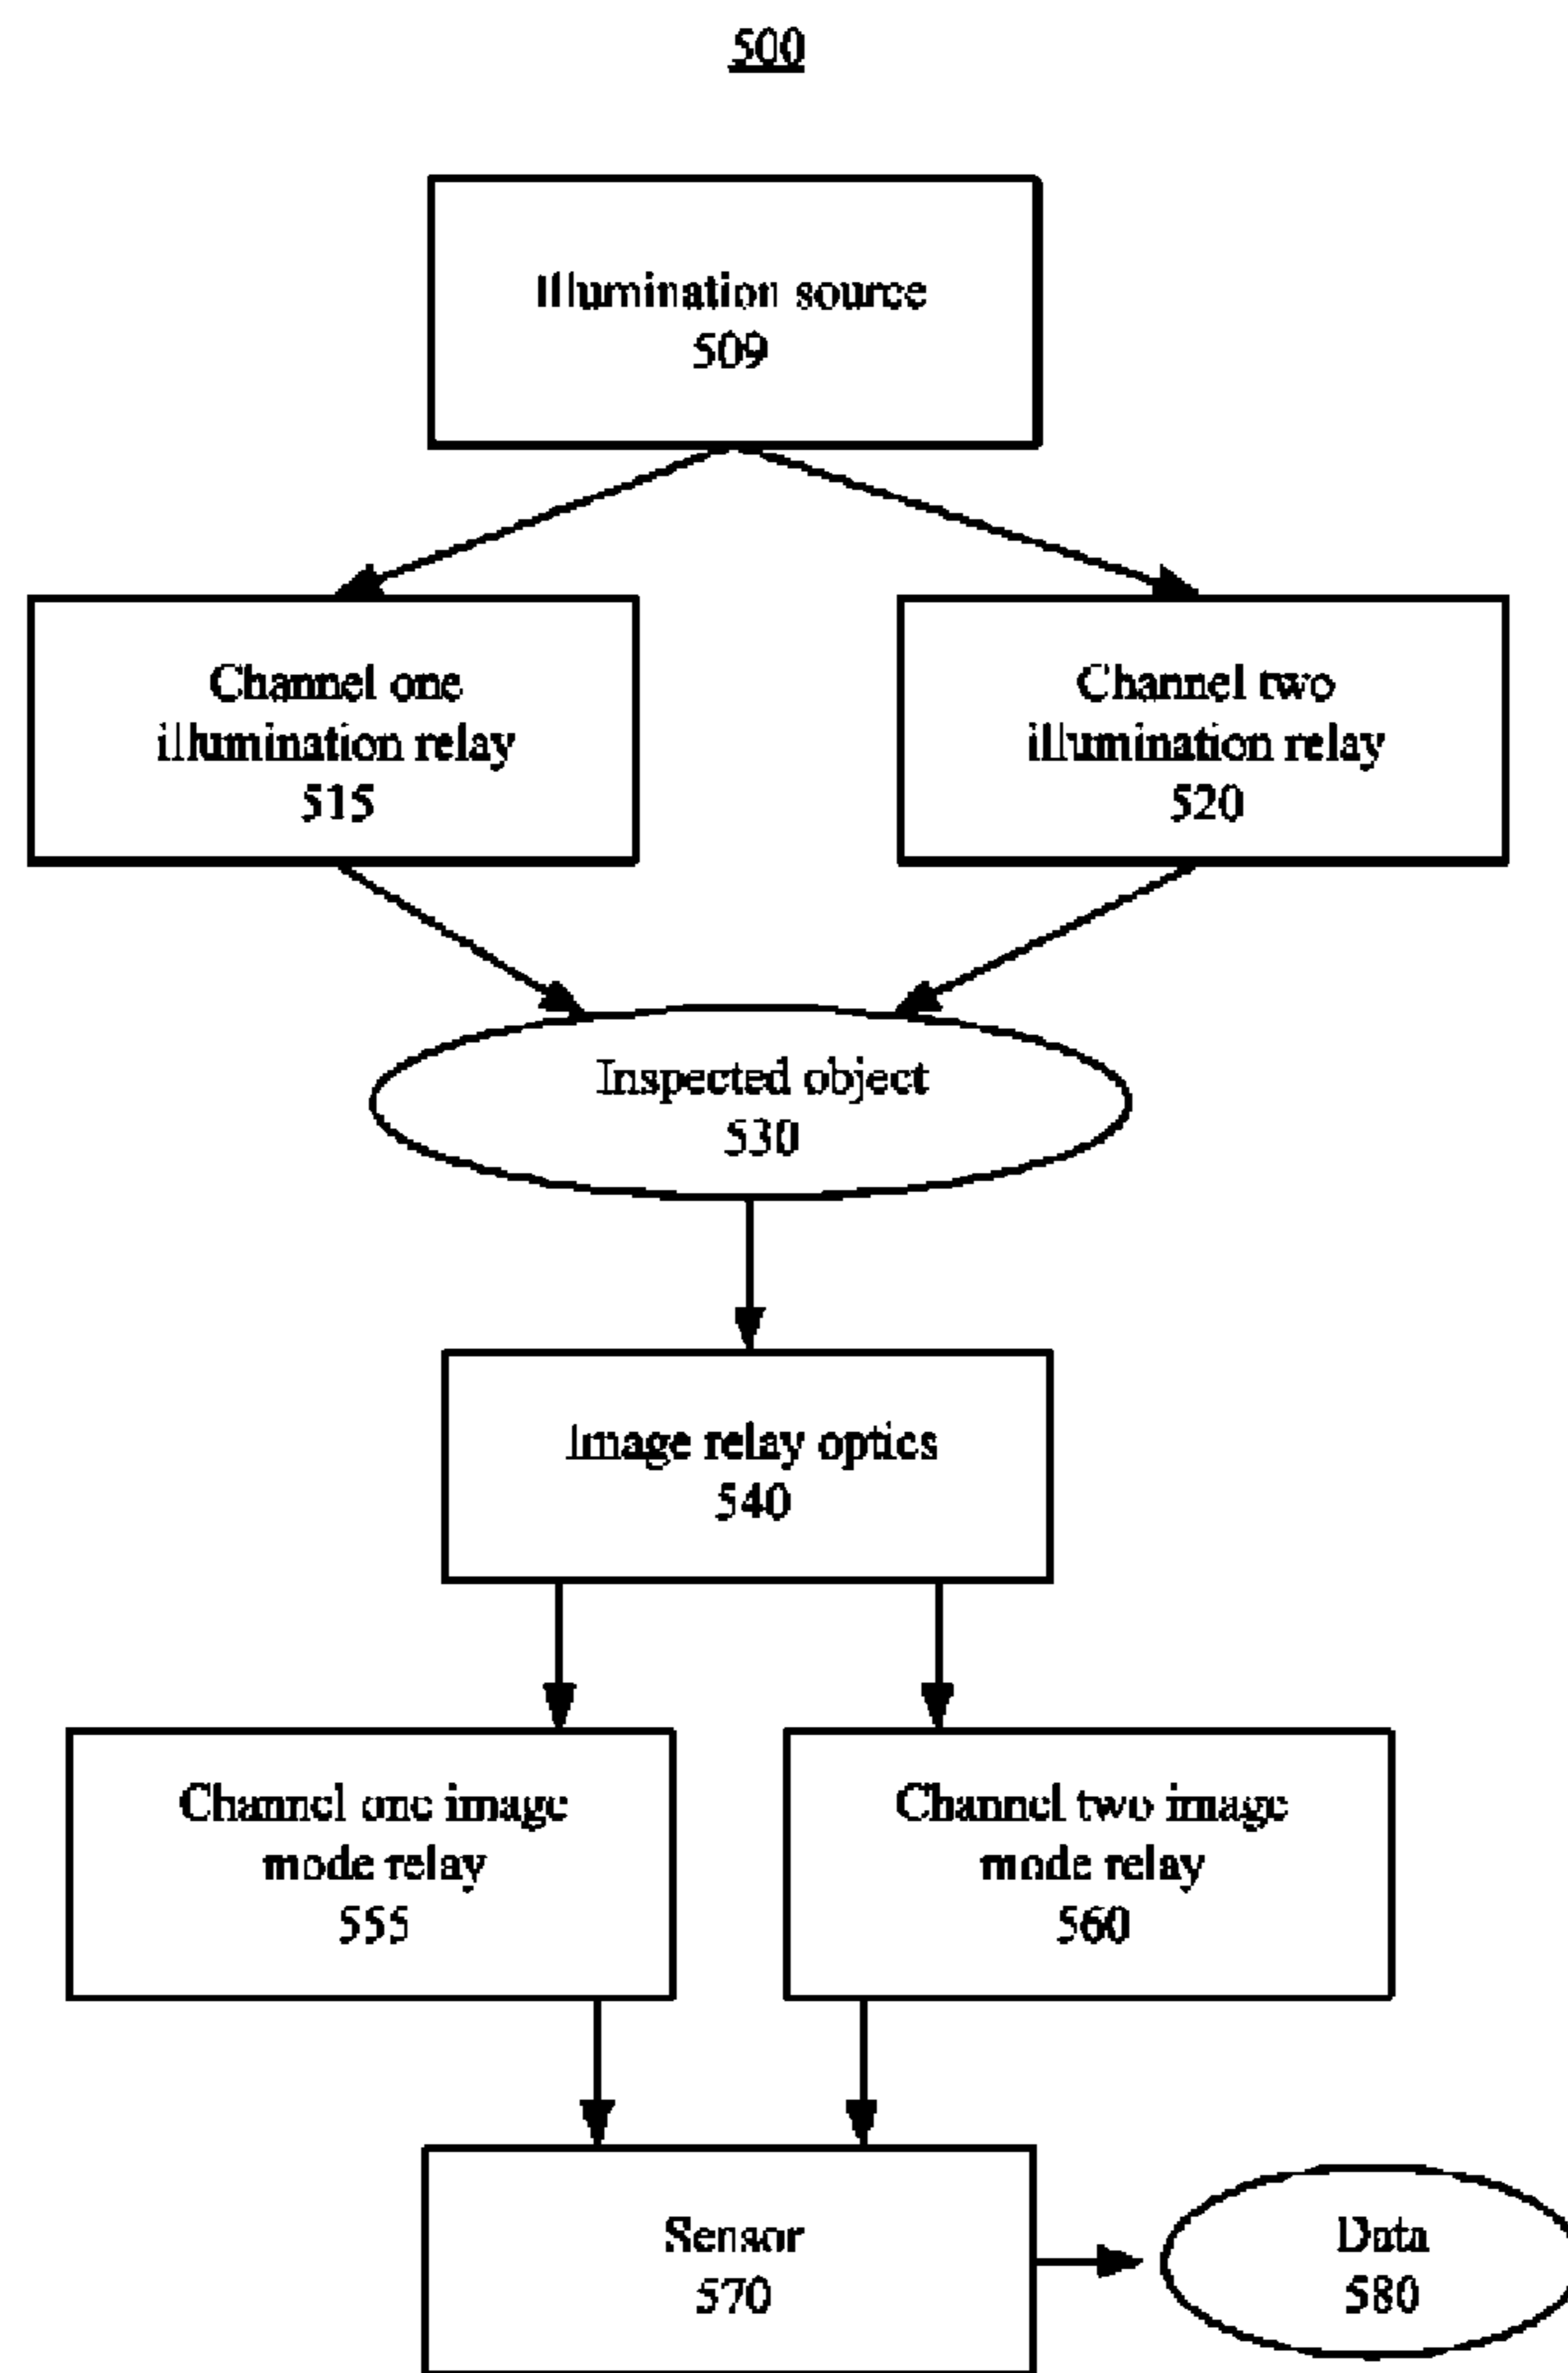 500
Illumination source
509
Channel one
illumination relay
515
Channel two
illumination relay
520
Inspected object
530
Image relay optics
540
Channel one image
mode relay
555
Channel two image
mode relay
560
Sensor
570
Data
580